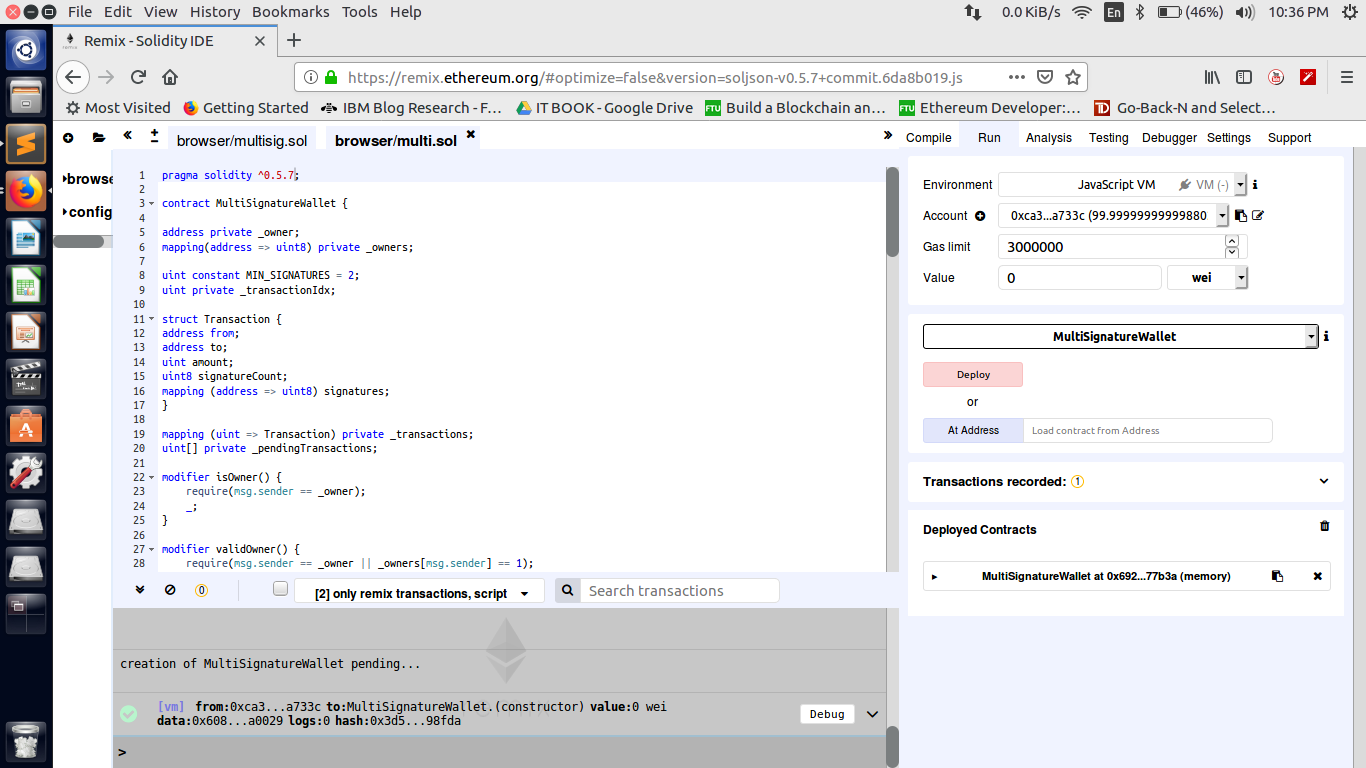 File Edit View History Bookmarks Tools Help
0.0 KiB/s En (46%) 10:36 PM
Remix - Solidity IDE
https://remix.ethereum.org/#optimize=false&version=soljson-v0.5.7+commit.6da8b019.js
Most Visited Getting Started IBM Blog Research - F… IT BOOK - Google Drive FTU Build a Blockchain an… FTU Ethereum Developer:… TD Go-Back-N and Select…
browser/multisig.sol browser/multi.sol
Compile Run Analysis Testing Debugger Settings Support
browse
config
1 pragma solidity ^0.5.7;
2
3 contract MultiSignatureWallet {
4
5 address private _owner;
6 mapping(address => uint8) private _owners;
7
8 uint constant MIN_SIGNATURES = 2;
9 uint private _transactionIdx;
10
11 struct Transaction {
12 address from;
13 address to;
14 uint amount;
15 uint8 signatureCount;
16 mapping (address => uint8) signatures;
17 }
18
19 mapping (uint => Transaction) private _transactions;
20 uint[] private _pendingTransactions;
21
22 modifier isOwner() {
23 require(msg.sender == _owner);
24 _;
25 }
26
27 modifier validOwner() {
28 require(msg.sender == _owner || _owners[msg.sender] == 1);
0 [2] only remix transactions, script Search transactions
creation of MultiSignatureWallet pending...
[vm] from:0xca3...a733c to:MultiSignatureWallet.(constructor) value:0 wei
data:0x608...a0029 logs:0 hash:0x3d5...98fda
Debug
>
Environment JavaScript VM VM (-)
Account 0xca3...a733c (99.99999999999880
Gas limit 3000000
Value 0 wei
MultiSignatureWallet
Deploy
or
At Address Load contract from Address
Transactions recorded: 1
Deployed Contracts
MultiSignatureWallet at 0x692...77b3a (memory)